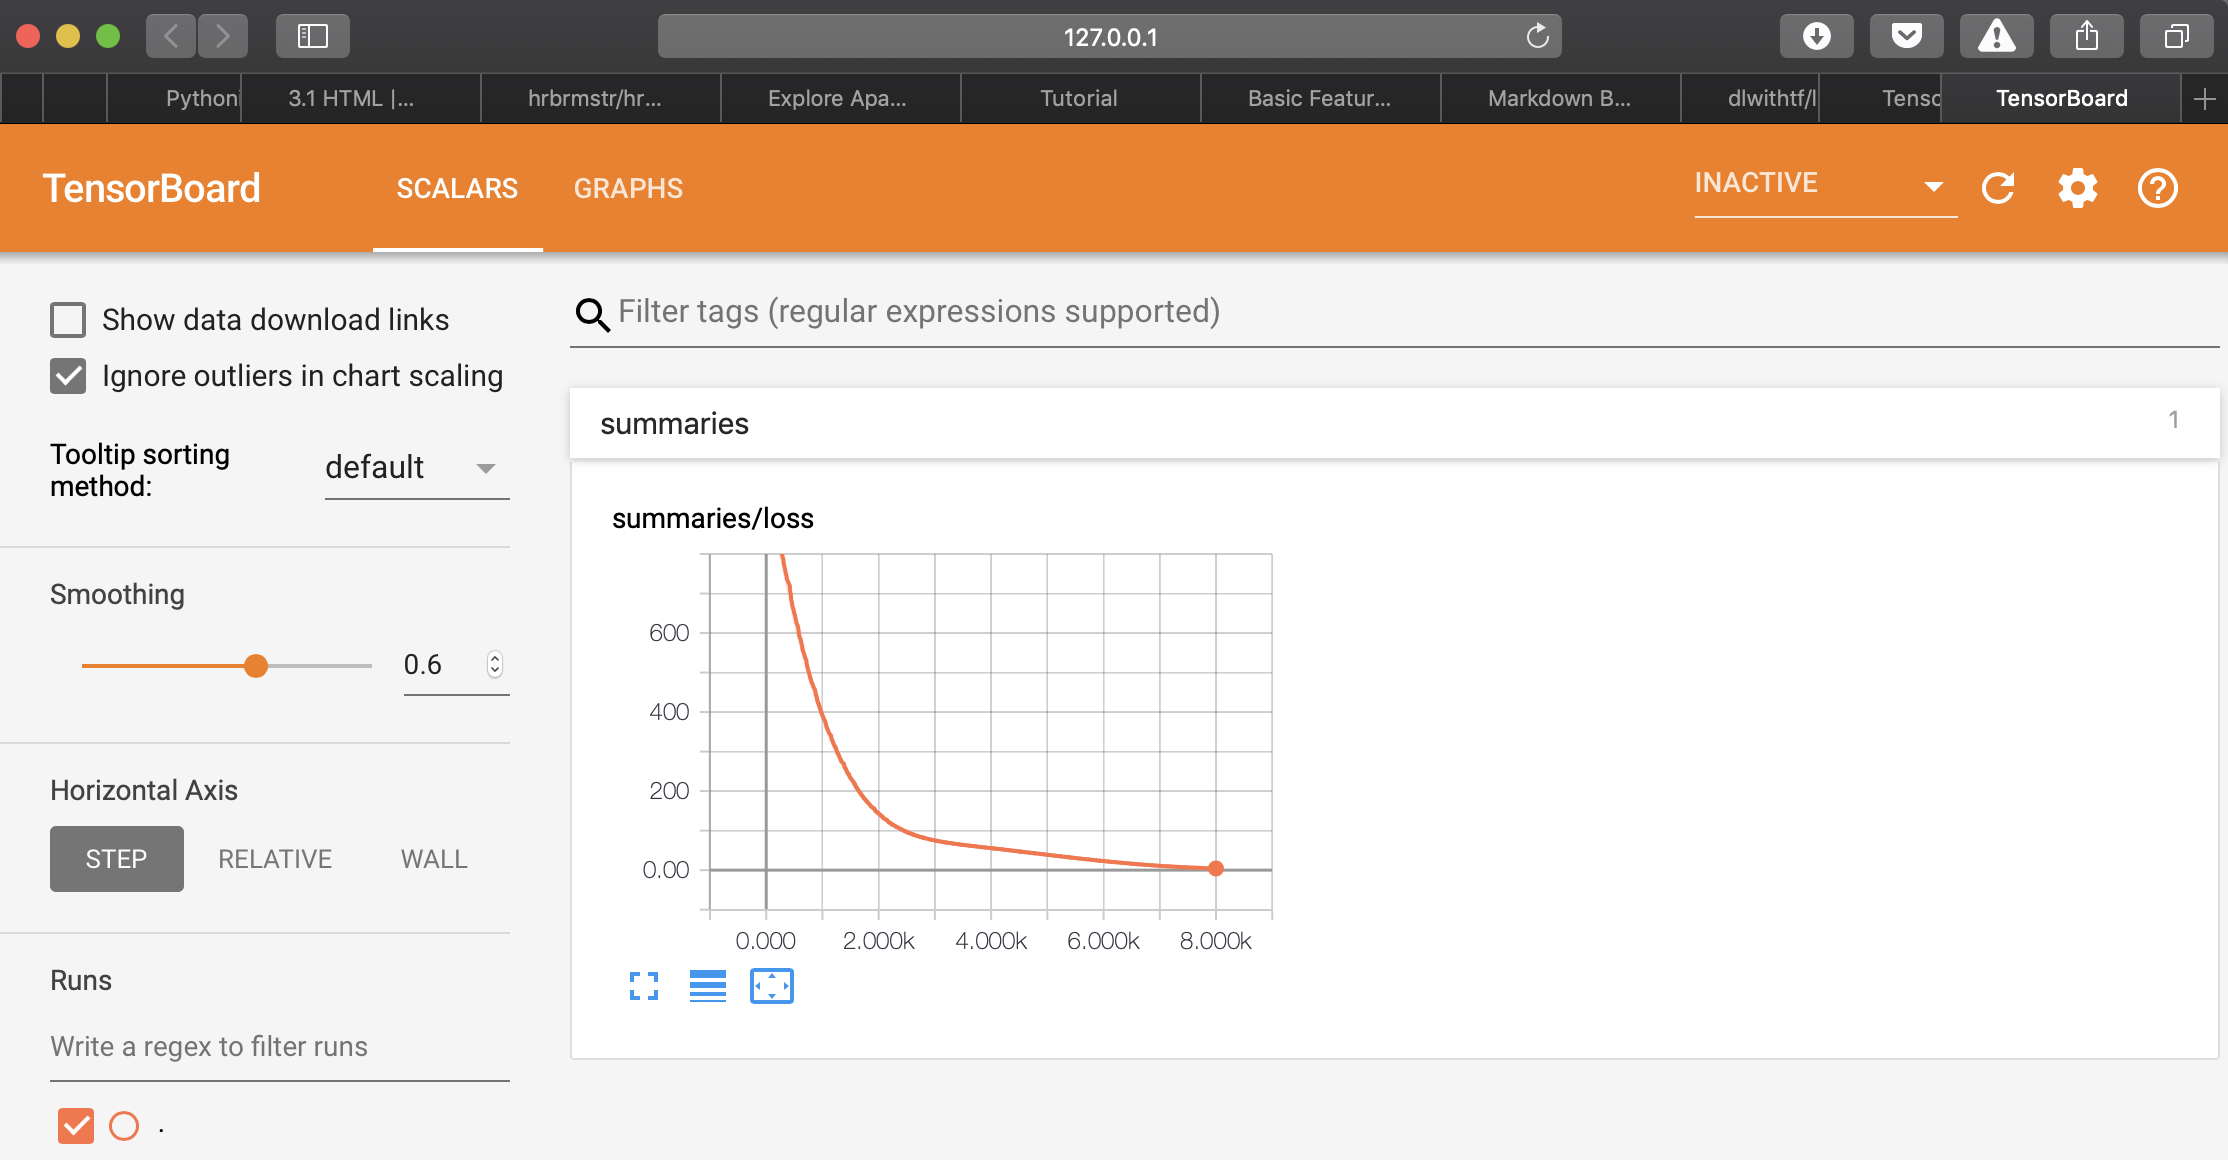 127.0.0.1
Pythoni
3.1 HTML |...
hrbrmstr/hr...
Explore Apa...
Tutorial
Basic Featur...
Markdown B...
dlwithtf/l
Tensc
TensorBoard
TensorBoard
SCALARS
GRAPHS
INACTIVE
Show data download links
Ignore outliers in chart scaling
Tooltip sorting
method:
default
Smoothing
0.6
Horizontal Axis
STEP
RELATIVE
WALL
Runs
Write a regex to filter runs
.
Filter tags (regular expressions supported)
summaries
1
summaries/loss
600
400
200
0.00
0.000
2.000k
4.000k
6.000k
8.000k